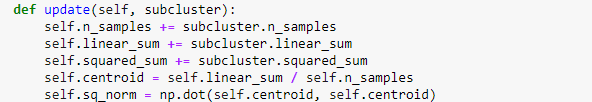 def update(self, subcluster):
    self.n_samples += subcluster.n_samples
    self.linear_sum += subcluster.linear_sum
    self.squared_sum += subcluster.squared_sum
    self.centroid = self.linear_sum / self.n_samples
    self.sq_norm = np.dot(self.centroid, self.centroid)